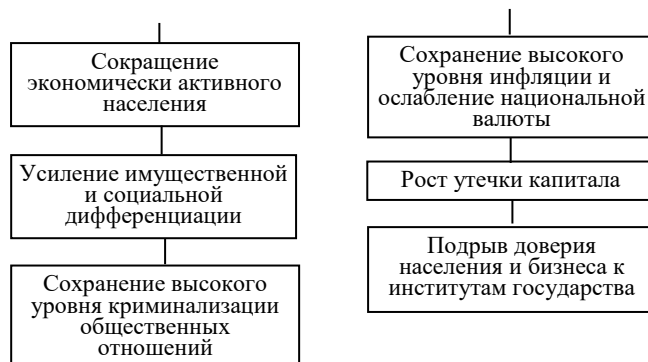 Сокращение
экономически активного
населения
Усиление имущественной
и социальной
дифференциации
Сохранение высокого
уровня криминализации
общественных
отношений
Сохранение высокого
уровня инфляции и
ослабление национальной
валюты
Рост утечки капитала
Подрыв доверия
населения и бизнеса к
институтам государства